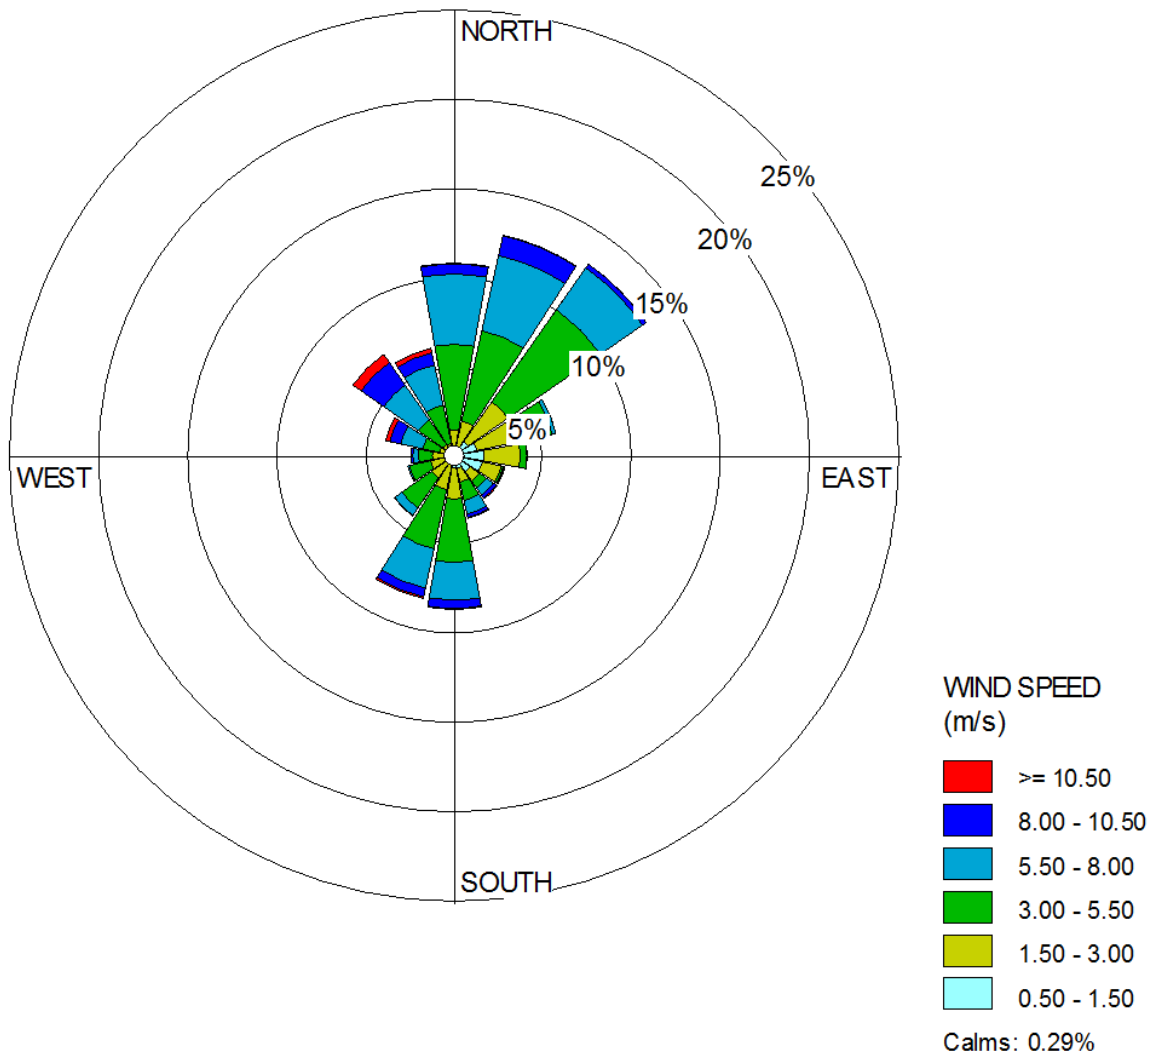 NORTH
25%
20%
15%
10%
5%
WEST
EAST
SOUTH
WIND SPEED
(m/s)
>= 10.50
8.00 - 10.50
5.50 - 8.00
3.00 - 5.50
1.50 - 3.00
0.50 - 1.50
Calms: 0.29%